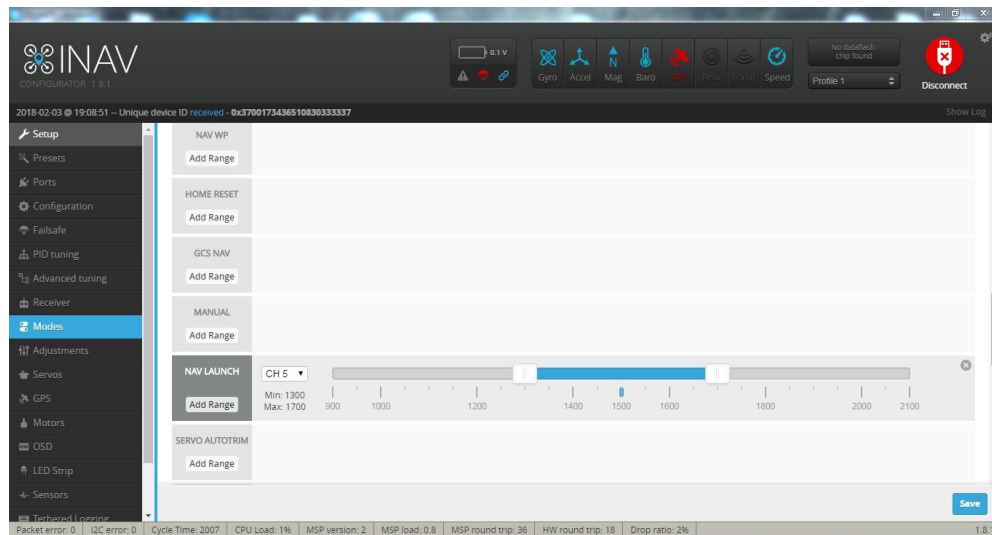 INAV
CONFIGURATOR 1.8.1
0.1 V
Gyro Accel Mag Baro GPS Flow Sonar Speed
No dataflash
chip found
Profile 1
Disconnect
2018-02-03 @ 19:08:51 -- Unique device ID received - 0x3700173436510830333337
Show Log
Setup
Presets
Ports
Configuration
Failsafe
PID tuning
Advanced tuning
Receiver
Modes
Adjustments
Servos
GPS
Motors
OSD
LED Strip
Sensors
Tethered Logging
NAV WP
Add Range
HOME RESET
Add Range
GCS NAV
Add Range
MANUAL
Add Range
NAV LAUNCH
Add Range
CH 5
Min: 1300
Max: 1700
900 1000 1200 1400 1500 1600 1800 2000 2100
SERVO AUTOTRIM
Add Range
Save
Packet error: 0 I2C error: 0 Cycle Time: 2007 CPU Load: 1% MSP version: 2 MSP load: 0.8 MSP round trip: 36 HW round trip: 18 Drop ratio: 2% 1.8.